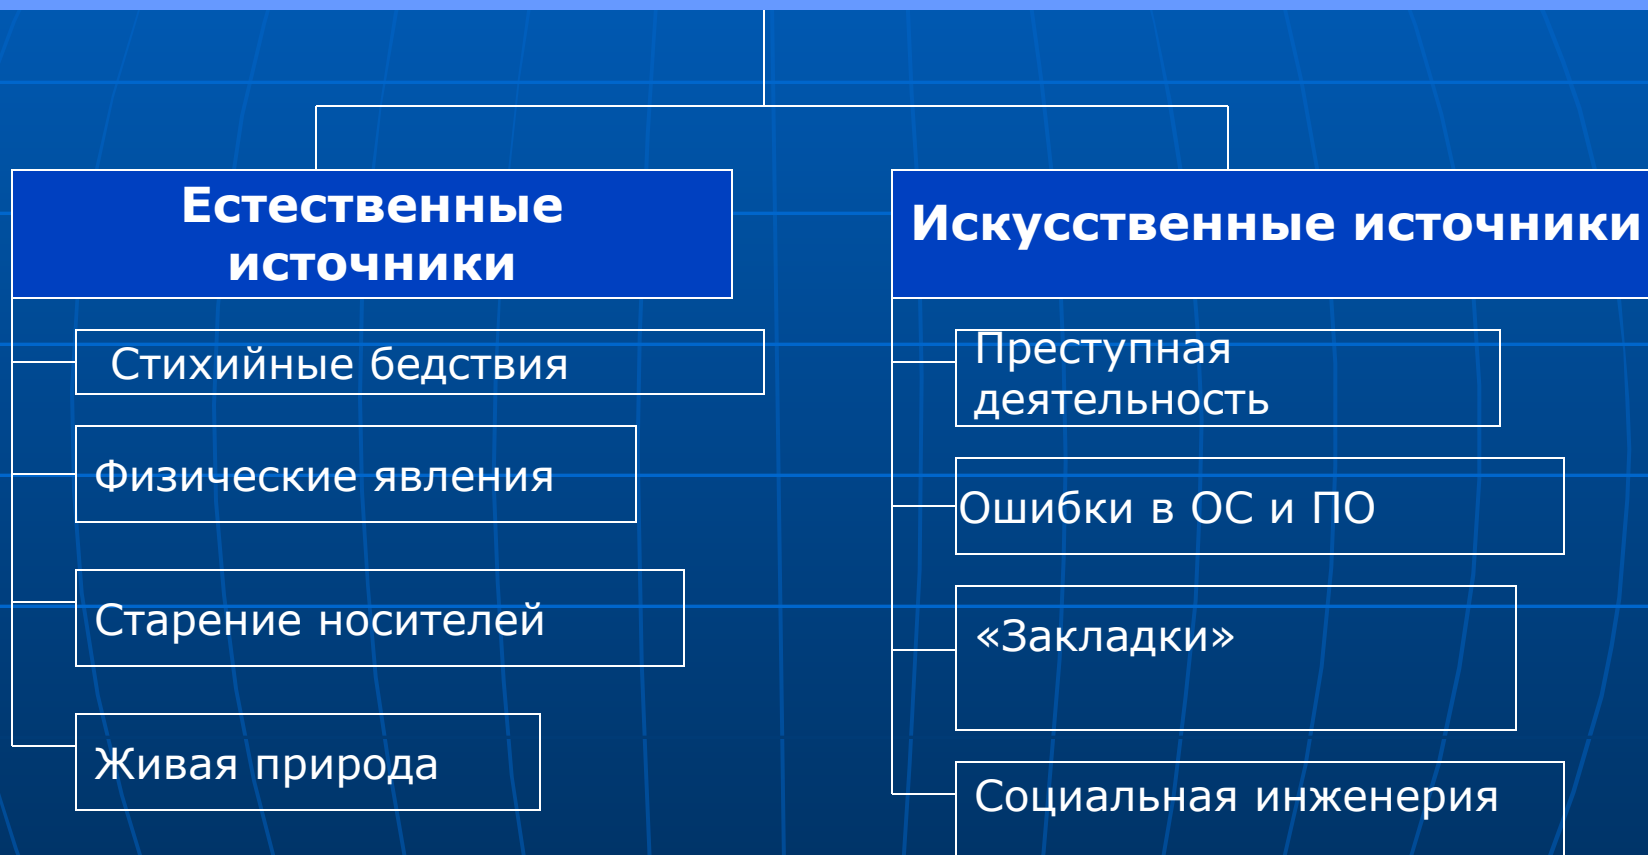 Естественные
источники
Стихийные бедствия
Физические явления
Старение носителей
Живая природа
Искусственные источники
Преступная
деятельность
Ошибки в ОС и ПО
«Закладки»
Социальная инженерия